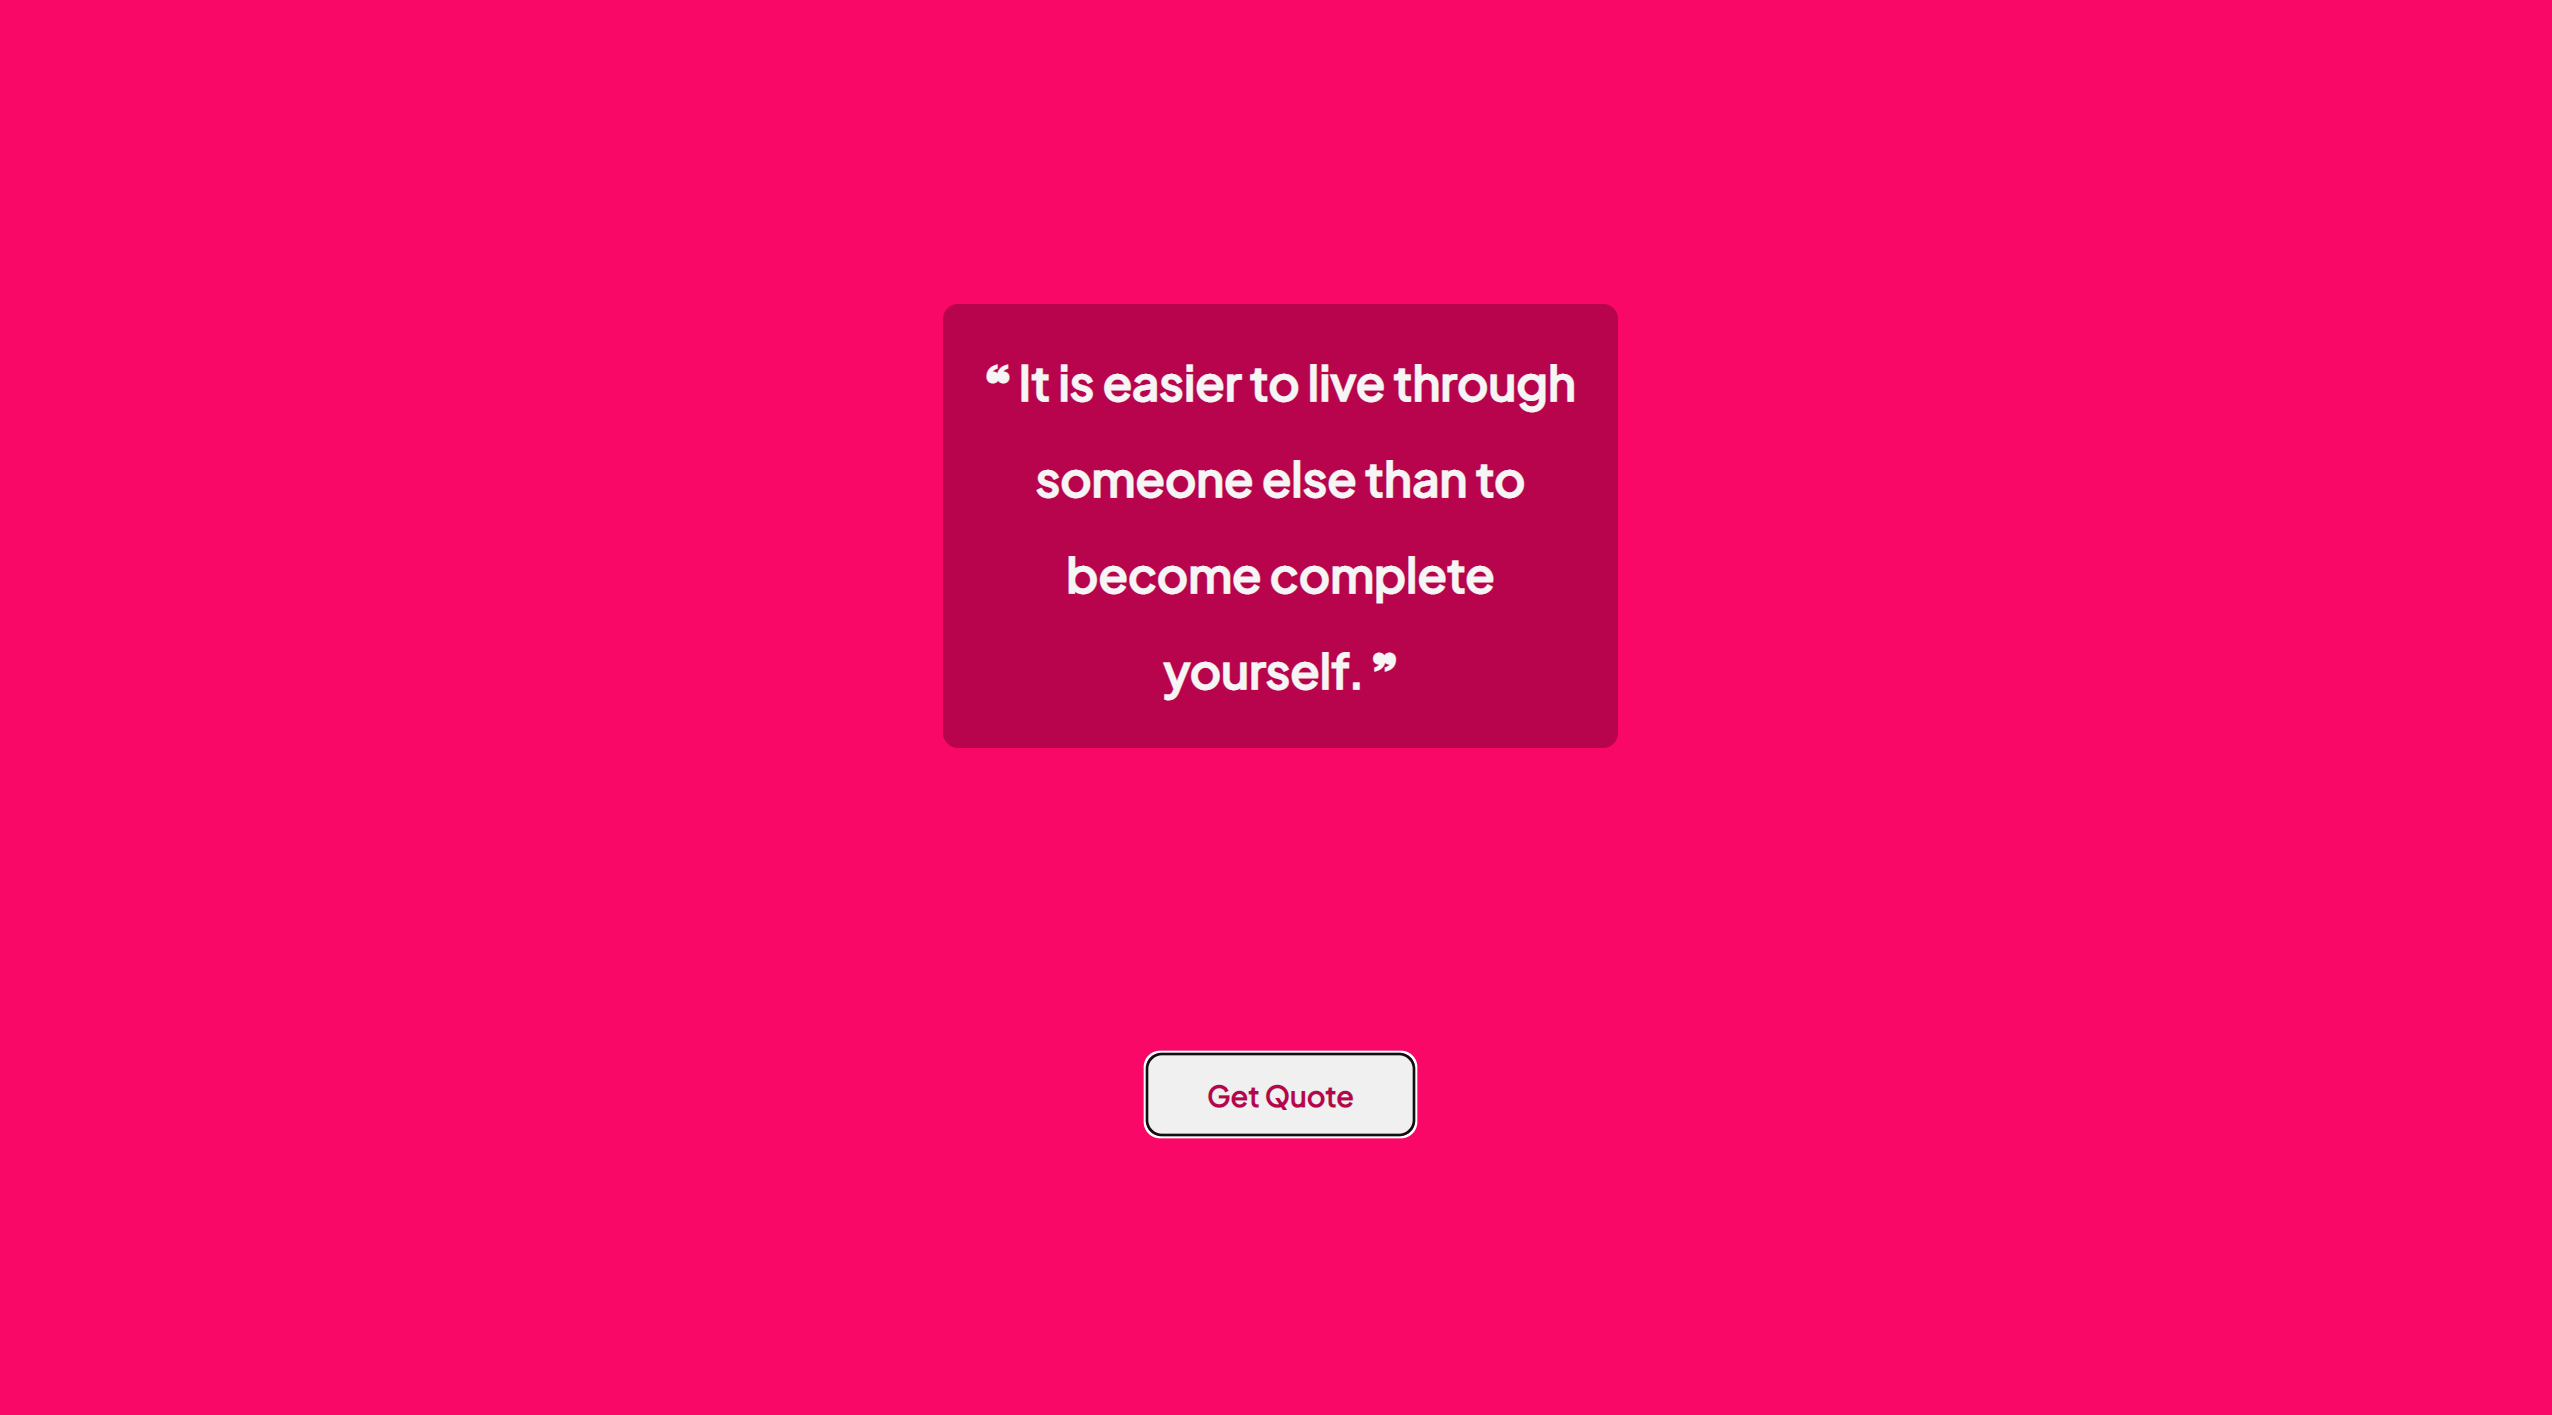 ❝ It is easier to live through
someone else than to
become complete
yourself. ❞
Get Quote